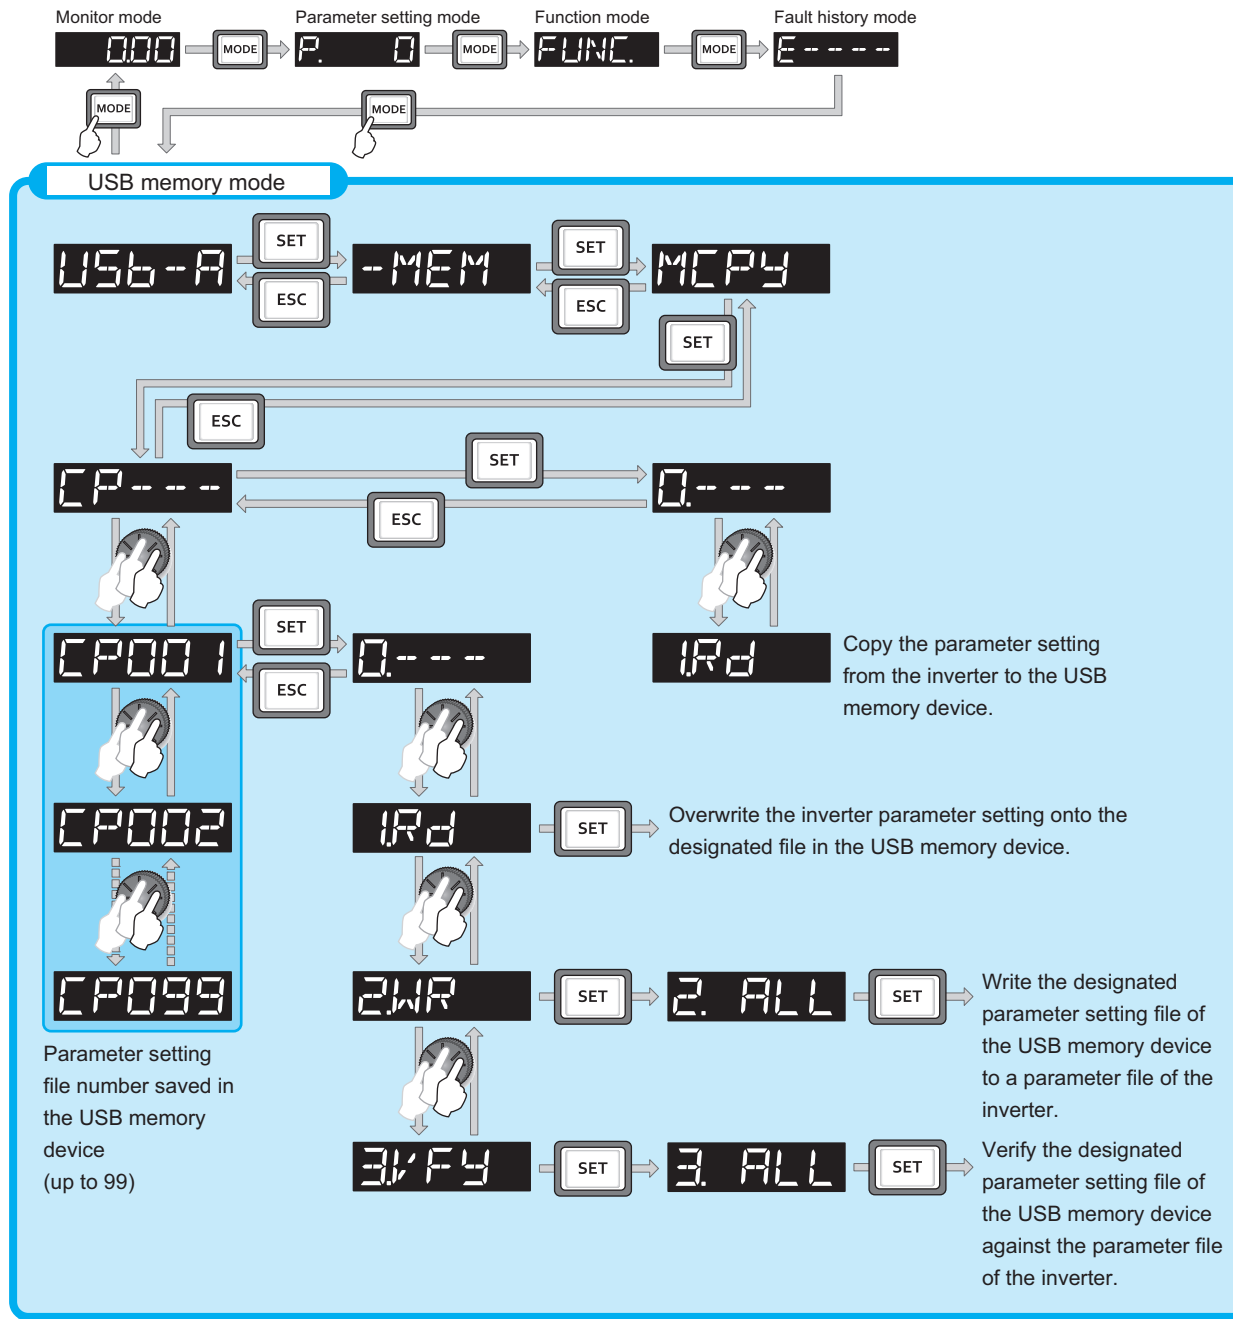 Monitor mode Parameter setting mode Function mode Fault history mode
0.00 MODE P. 0 MODE FUNC. MODE E-----
MODE MODE
USB memory mode
USb-A SET -MEM SET MCPY
ESC ESC
SET
ESC
CP--- SET 0.---
ESC
CP001 SET 0.--- 1.Rd
ESC
Copy the parameter setting
from the inverter to the USB
memory device.
CP002 1.Rd SET
Overwrite the inverter parameter setting onto the
designated file in the USB memory device.
CP099 2.WR SET 2. ALL SET
Write the designated
parameter setting file of
the USB memory device
to a parameter file of the
inverter.
Parameter setting
file number saved in
the USB memory
device
(up to 99)
3.VFY SET 3. ALL SET
Verify the designated
parameter setting file of
the USB memory device
against the parameter file
of the inverter.